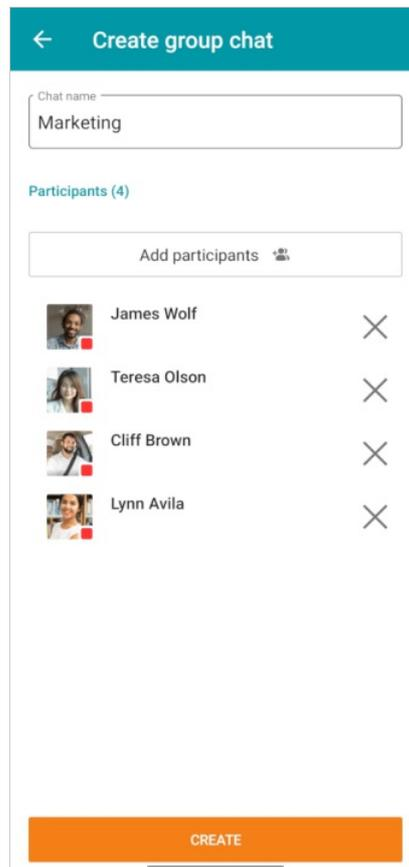 Create group chat
Chat name
Marketing
Participants (4)
Add participants
James Wolf
Teresa Olson
Cliff Brown
Lynn Avila
CREATE